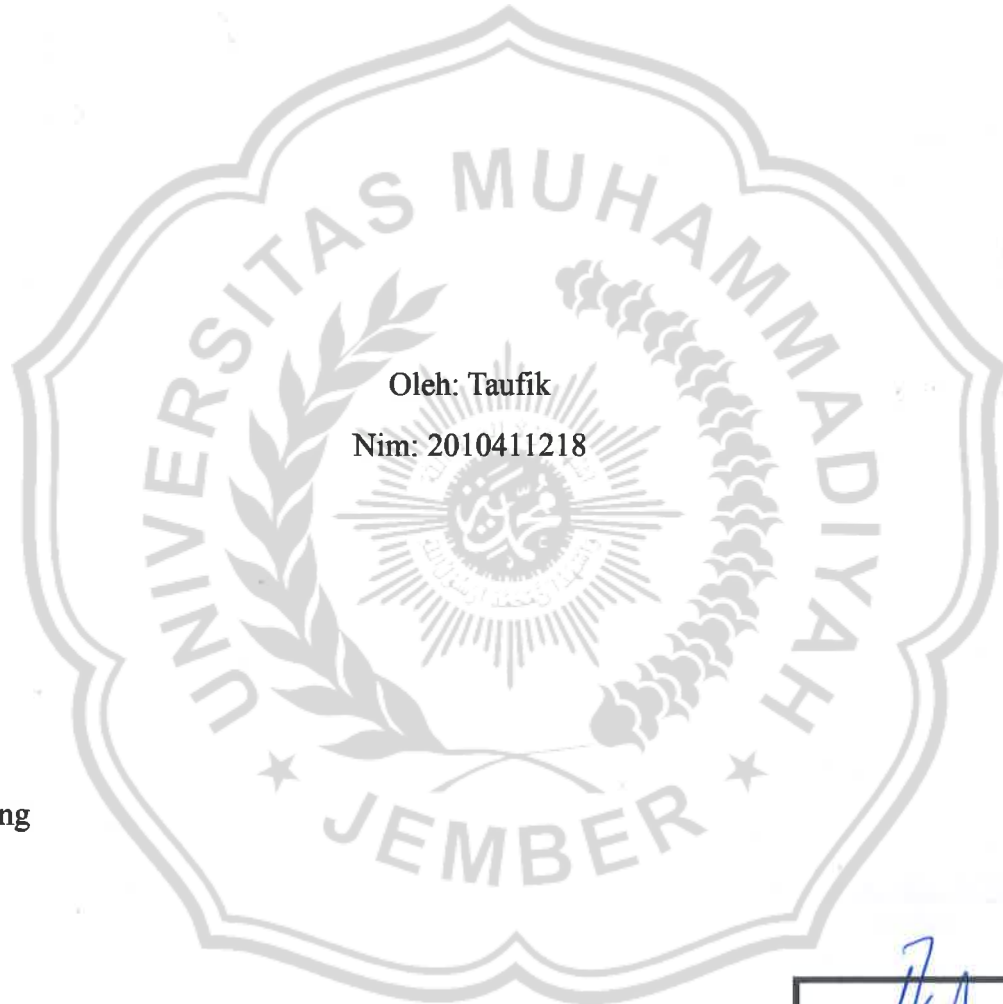 UNIVERSITAS MUHAMMADIYAH
Oleh: Taufik
Nim: 2010411218
ng
★ JEMBER ★